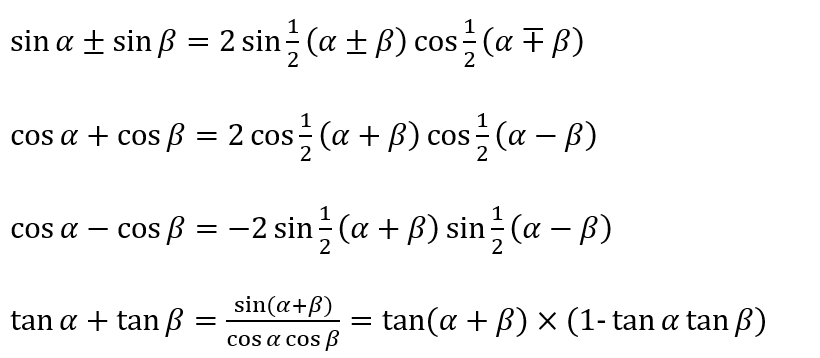 sin α ± sin β = 2 sin 1/2 (α ± β) cos 1/2 (α ∓ β)
cos α + cos β = 2 cos 1/2 (α + β) cos 1/2 (α − β)
cos α − cos β = −2 sin 1/2 (α + β) sin 1/2 (α − β)
tan α + tan β = sin(α+β)/cos α cos β = tan(α + β) × (1- tan α tan β)